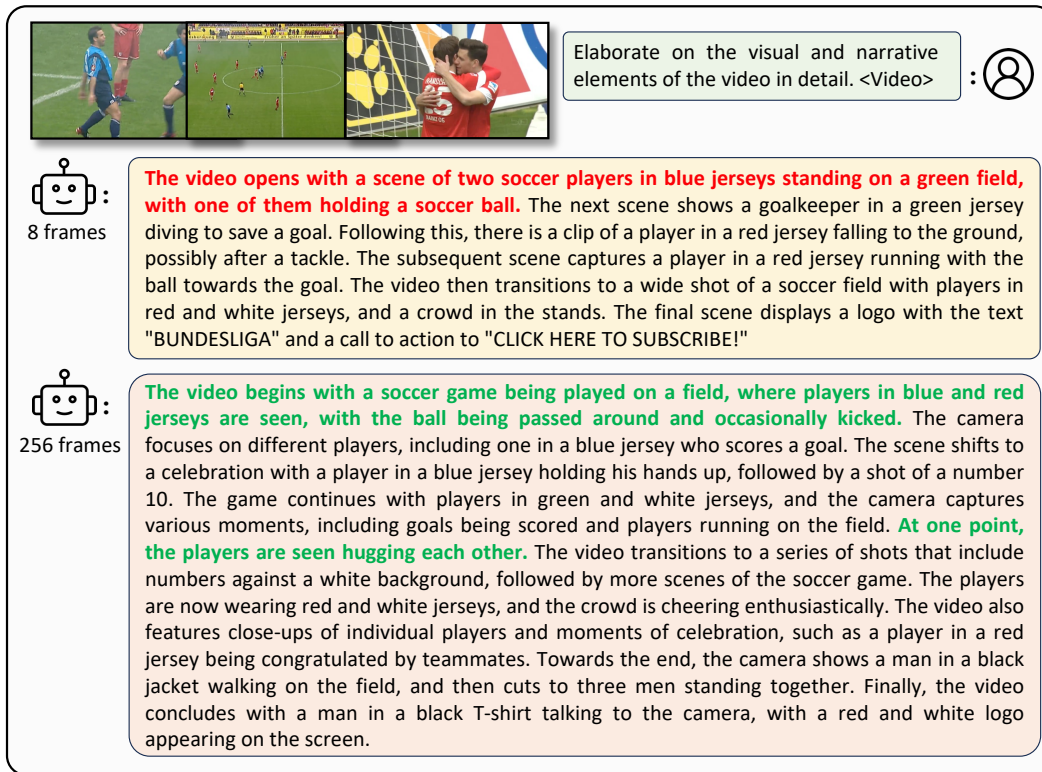 Elaborate on the visual and narrative
elements of the video in detail. <Video>
:
:
8 frames
The video opens with a scene of two soccer players in blue jerseys standing on a green field,
with one of them holding a soccer ball. The next scene shows a goalkeeper in a green jersey
diving to save a goal. Following this, there is a clip of a player in a red jersey falling to the ground,
possibly after a tackle. The subsequent scene captures a player in a red jersey running with the
ball towards the goal. The video then transitions to a wide shot of a soccer field with players in
red and white jerseys, and a crowd in the stands. The final scene displays a logo with the text
"BUNDESLIGA" and a call to action to "CLICK HERE TO SUBSCRIBE!"
:
256 frames
The video begins with a soccer game being played on a field, where players in blue and red
jerseys are seen, with the ball being passed around and occasionally kicked. The camera
focuses on different players, including one in a blue jersey who scores a goal. The scene shifts to
a celebration with a player in a blue jersey holding his hands up, followed by a shot of a number
10. The game continues with players in green and white jerseys, and the camera captures
various moments, including goals being scored and players running on the field. At one point,
the players are seen hugging each other. The video transitions to a series of shots that include
numbers against a white background, followed by more scenes of the soccer game. The players
are now wearing red and white jerseys, and the crowd is cheering enthusiastically. The video also
features close-ups of individual players and moments of celebration, such as a player in a red
jersey being congratulated by teammates. Towards the end, the camera shows a man in a black
jacket walking on the field, and then cuts to three men standing together. Finally, the video
concludes with a man in a black T-shirt talking to the camera, with a red and white logo
appearing on the screen.